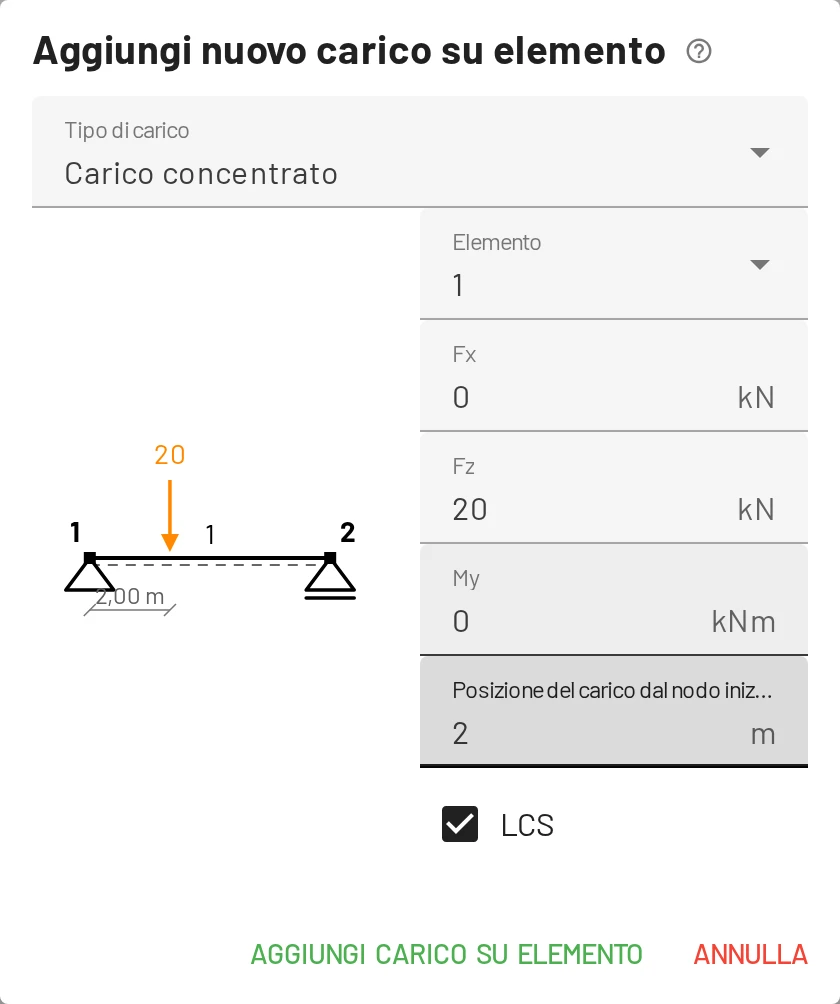 Aggiungi nuovo carico su elemento
Tipo di carico
Carico concentrato
Elemento
1
Fx
0 kN
Fz
20 kN
My
0 kNm
Posizione del carico dal nodo iniz...
2 m
LCS
20
1 1 2
2,00 m
AGGIUNGI CARICO SU ELEMENTO ANNULLA